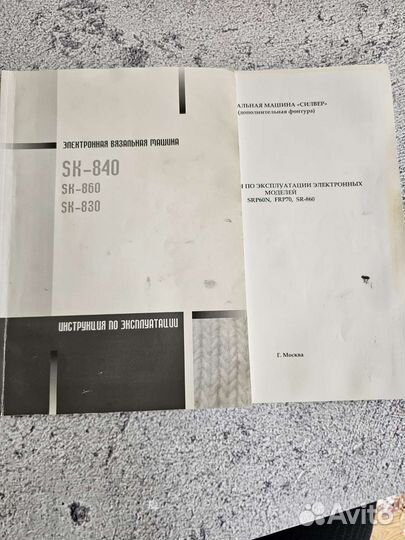 ЭЛЕКТРОННАЯ ВЯЗАЛЬНАЯ МАШИНА
SK-840
SK-860
SK-830
ИНСТРУКЦИЯ ПО ЭКСПЛУАТАЦИИ
АЛЬНАЯ МАШИНА «СИЛВЕР»
(дополнительная фонтура)
И ПО ЭКСПЛУАТАЦИИ ЭЛЕКТРОННЫХ
МОДЕЛЕЙ
SRP60N, FRP70, SR-860
Г. Москва
Avito